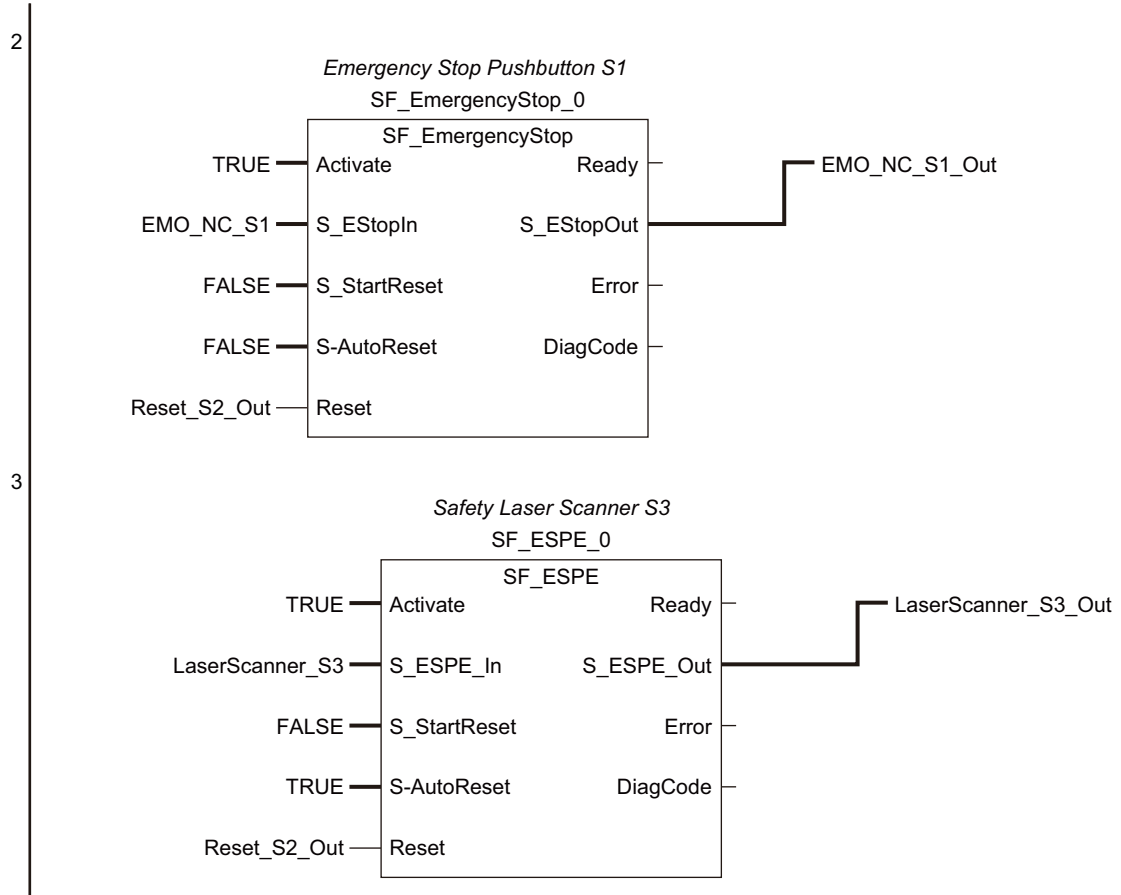 2
Emergency Stop Pushbutton S1
SF_EmergencyStop_0
SF_EmergencyStop
TRUE Activate Ready EMO_NC_S1_Out
EMO_NC_S1 S_EStopIn S_EStopOut
FALSE S_StartReset Error
FALSE S-AutoReset DiagCode
Reset_S2_Out Reset
3
Safety Laser Scanner S3
SF_ESPE_0
SF_ESPE
TRUE Activate Ready LaserScanner_S3_Out
LaserScanner_S3 S_ESPE_In S_ESPE_Out
FALSE S_StartReset Error
TRUE S-AutoReset DiagCode
Reset_S2_Out Reset